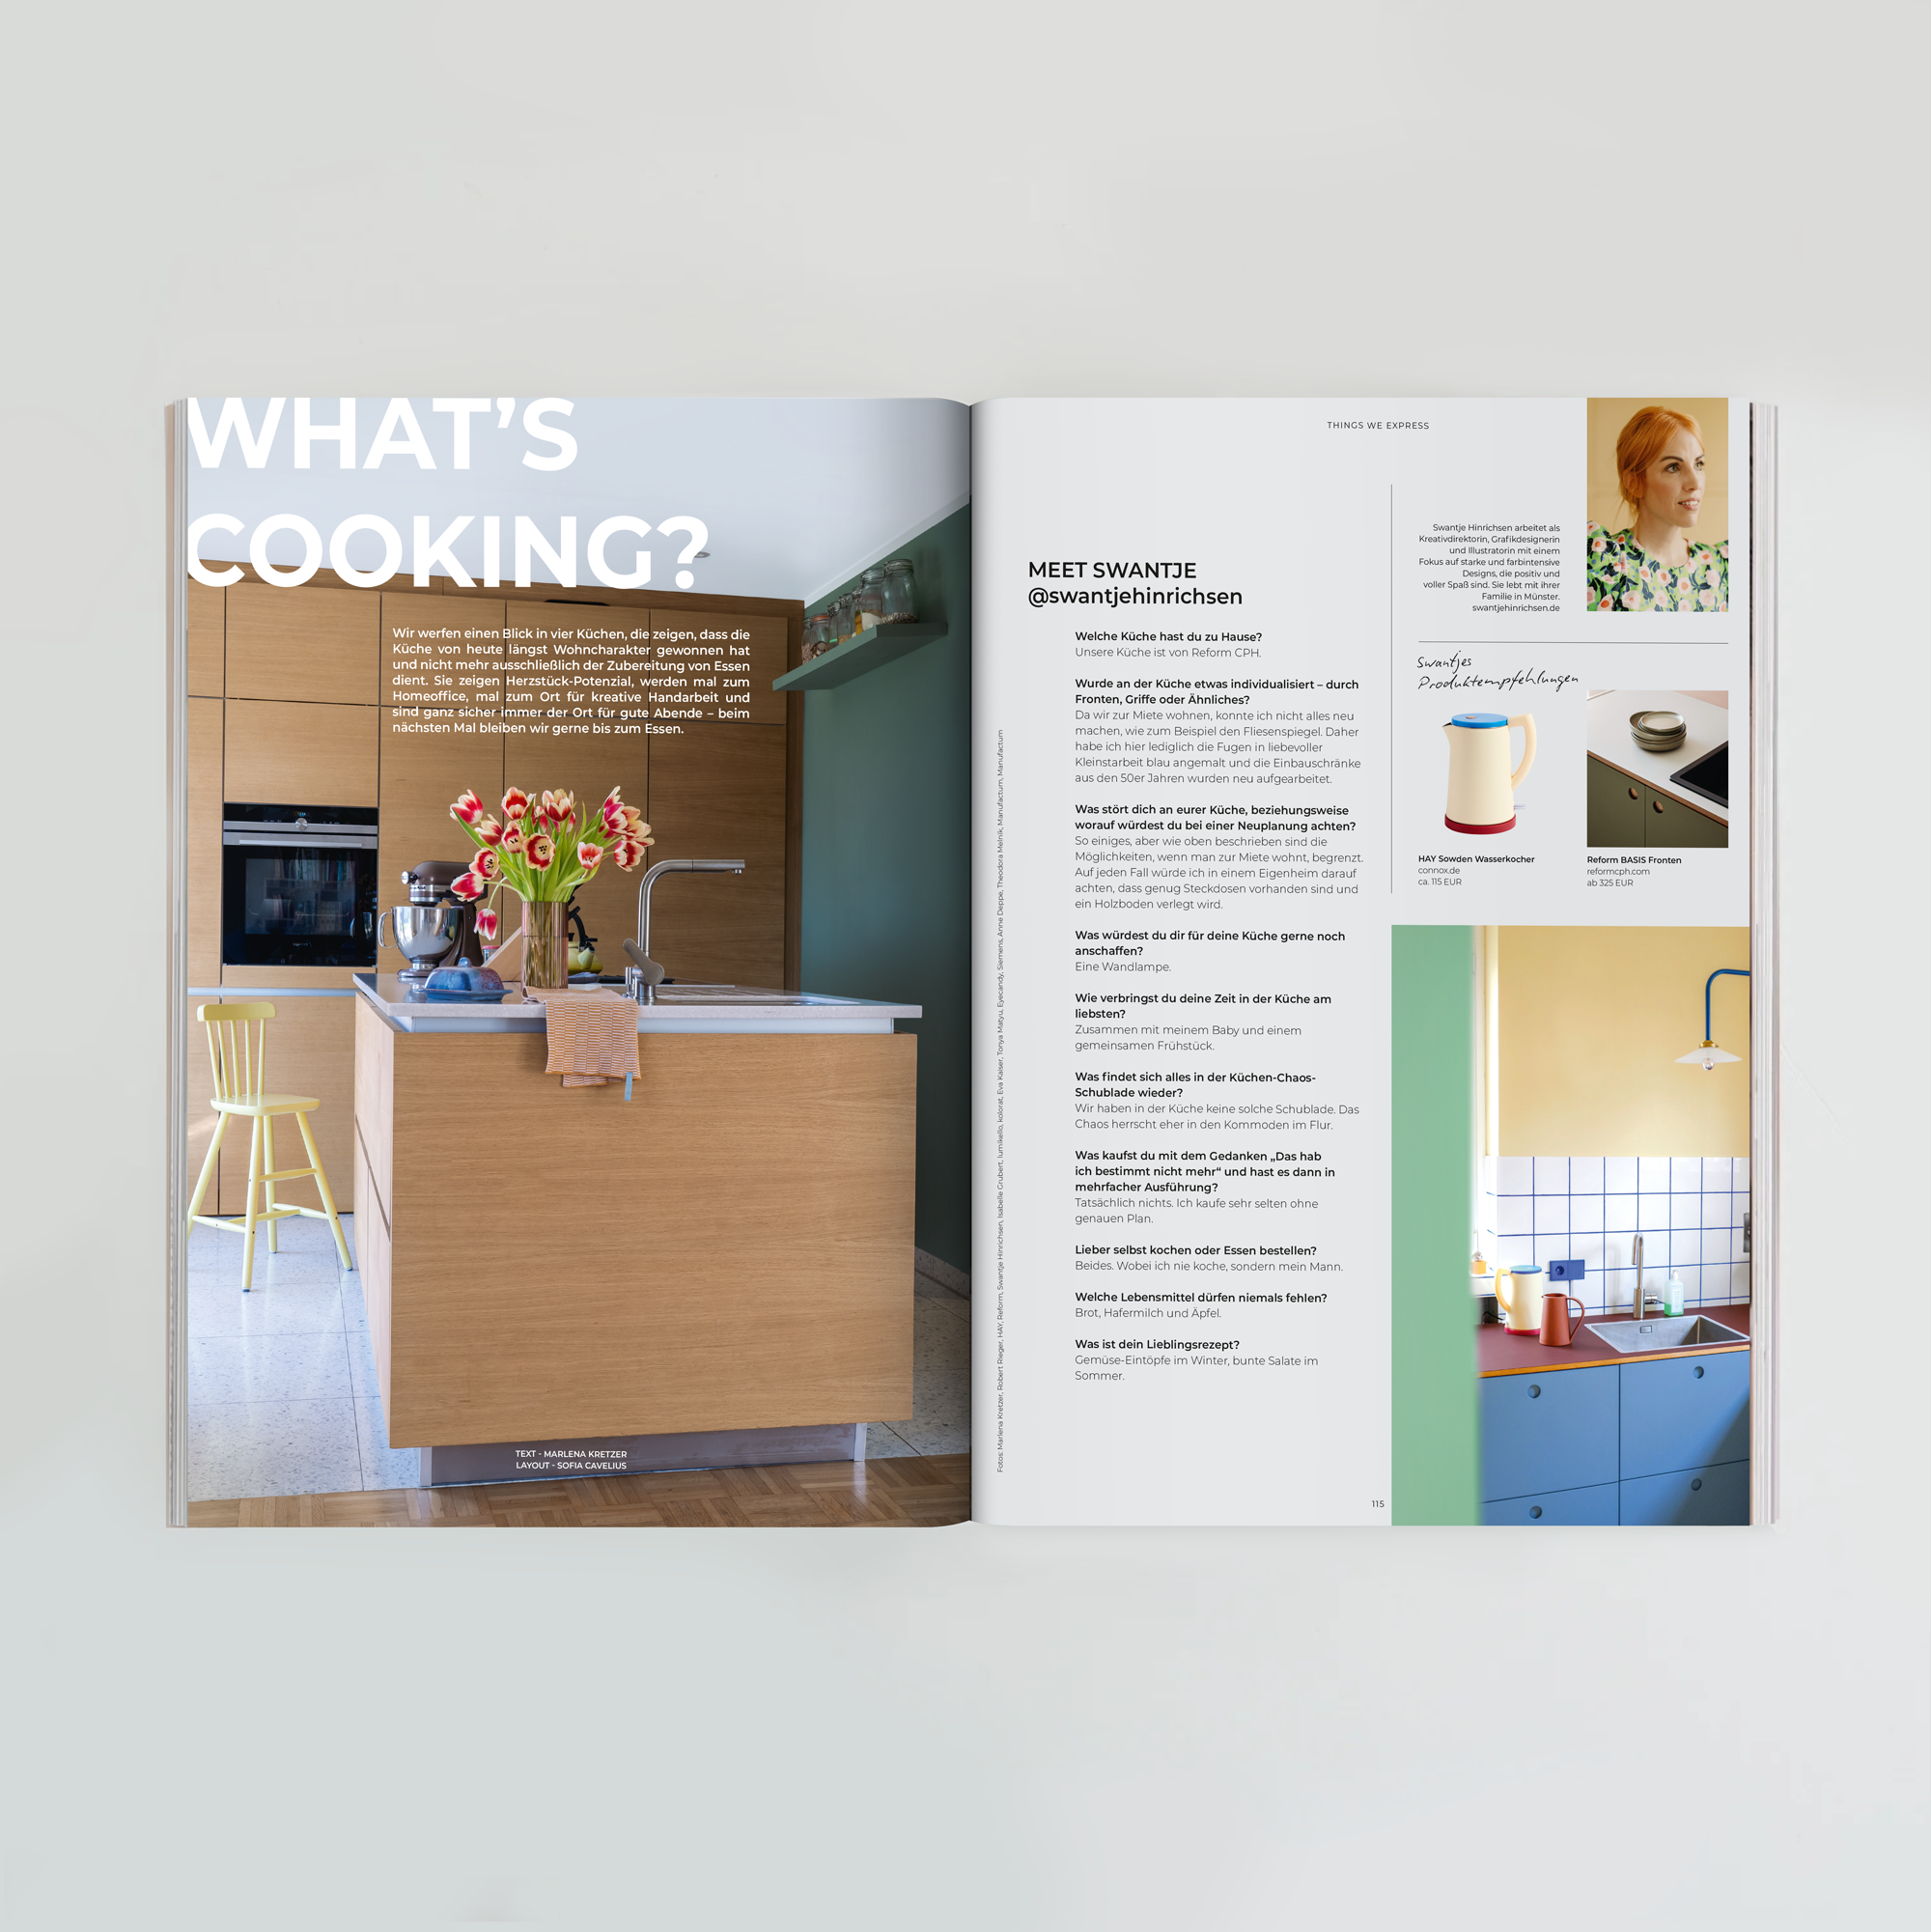 WHAT'S
COOKING?
Wir werfen einen Blick in vier Küchen, die zeigen, dass die
Küche von heute längst Wohncharakter gewonnen hat
und nicht mehr ausschließlich der Zubereitung von Essen
dient. Sie zeigen Herzstück-Potenzial, werden mal zum
Homeoffice, mal zum Ort für kreative Handarbeit und
sind ganz sicher immer der Ort für gute Abende – beim
nächsten Mal bleiben wir gerne bis zum Essen.
TEXT - MARLENA KRETZER
LAYOUT - SOFIA CAVELIUS
Fotos: Marlena Kretzer, Robert Rieger, HAY, Reform, Swantje Hinrichsen, Isabelle Grubert, lumikello, kolorat, Eva Kaiser, Tonya Matyu, Eyecandy, Siemens, Anne Deppe, Theodora Melnik, Manufactum, Manufactum
THINGS WE EXPRESS
MEET SWANTJE
@swantjehinrichsen
Welche Küche hast du zu Hause?
Unsere Küche ist von Reform CPH.
Wurde an der Küche etwas individualisiert – durch
Fronten, Griffe oder Ähnliches?
Da wir zur Miete wohnen, konnte ich nicht alles neu
machen, wie zum Beispiel den Fliesenspiegel. Daher
habe ich hier lediglich die Fugen in liebevoller
Kleinstarbeit blau angemalt und die Einbauschränke
aus den 50er Jahren wurden neu aufgearbeitet.
Was stört dich an eurer Küche, beziehungsweise
worauf würdest du bei einer Neuplanung achten?
So einiges, aber wie oben beschrieben sind die
Möglichkeiten, wenn man zur Miete wohnt, begrenzt.
Auf jeden Fall würde ich in einem Eigenheim darauf
achten, dass genug Steckdosen vorhanden sind und
ein Holzboden verlegt wird.
Was würdest du dir für deine Küche gerne noch
anschaffen?
Eine Wandlampe.
Wie verbringst du deine Zeit in der Küche am
liebsten?
Zusammen mit meinem Baby und einem
gemeinsamen Frühstück.
Was findet sich alles in der Küchen-Chaos-
Schublade wieder?
Wir haben in der Küche keine solche Schublade. Das
Chaos herrscht eher in den Kommoden im Flur.
Was kaufst du mit dem Gedanken „Das hab
ich bestimmt nicht mehr“ und hast es dann in
mehrfacher Ausführung?
Tatsächlich nichts. Ich kaufe sehr selten ohne
genauen Plan.
Lieber selbst kochen oder Essen bestellen?
Beides. Wobei ich nie koche, sondern mein Mann.
Welche Lebensmittel dürfen niemals fehlen?
Brot, Hafermilch und Äpfel.
Was ist dein Lieblingsrezept?
Gemüse-Eintöpfe im Winter, bunte Salate im
Sommer.
Swantje Hinrichsen arbeitet als
Kreativdirektorin, Grafikdesignerin
und Illustratorin mit einem
Fokus auf starke und farbintensive
Designs, die positiv und
voller Spaß sind. Sie lebt mit ihrer
Familie in Münster.
swantjehinrichsen.de
Swantjes
Produktempfehlungen
HAY Sowden Wasserkocher
connox.de
ca. 115 EUR
Reform BASIS Fronten
reformcph.com
ab 325 EUR
115